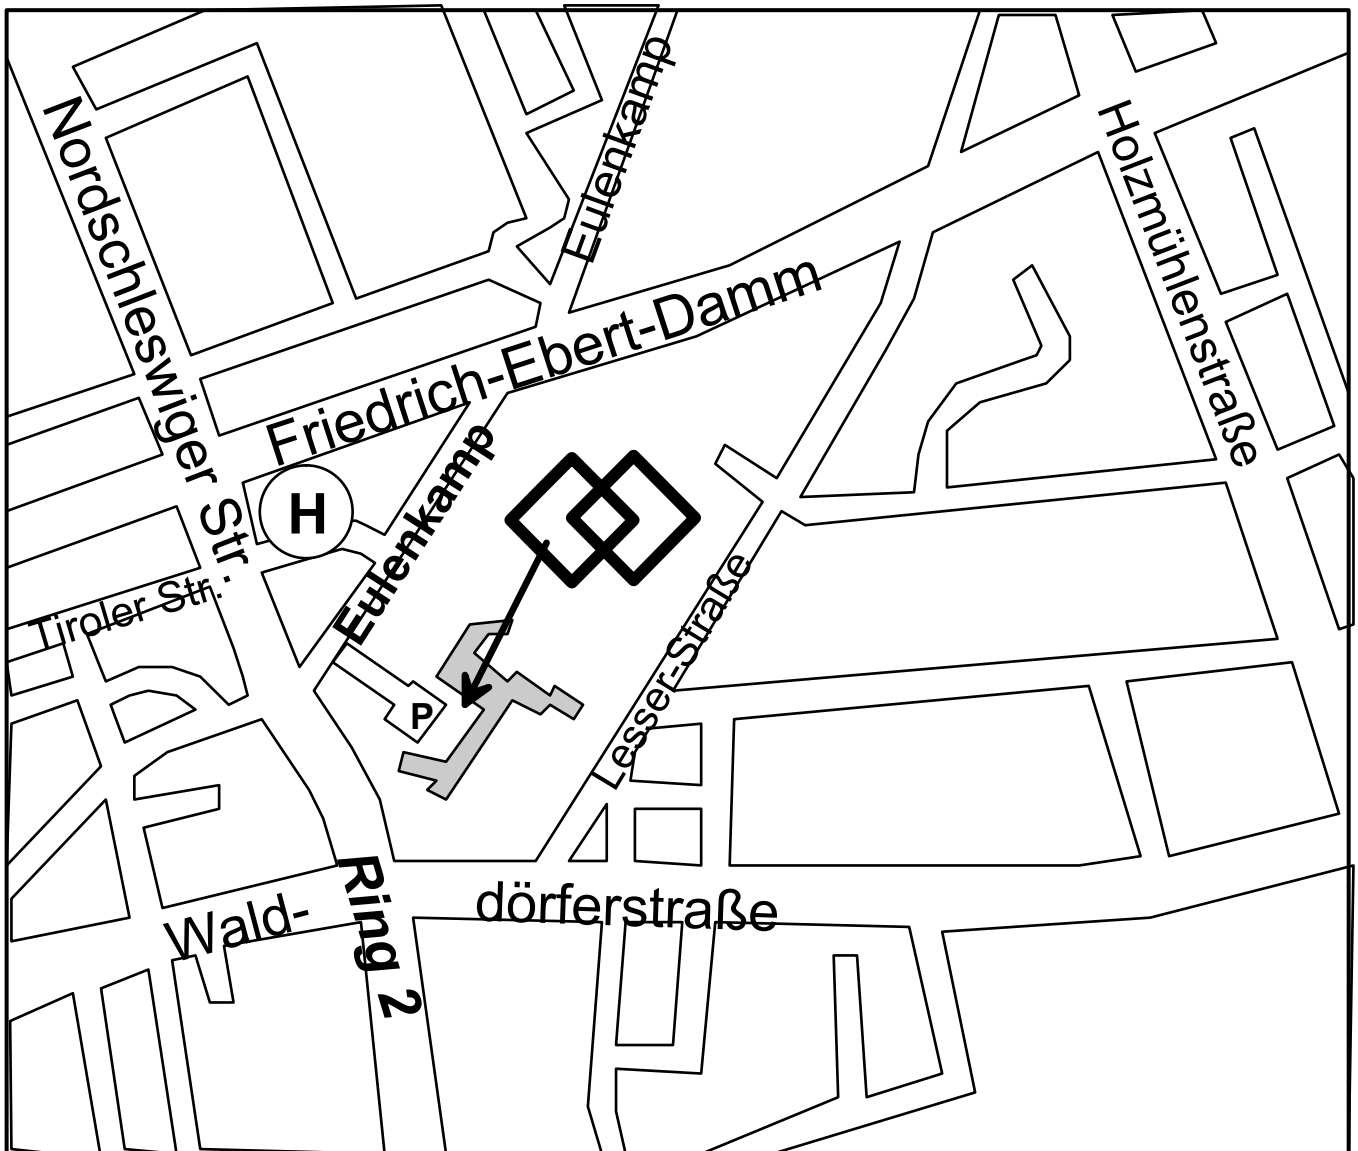 Eulenkamp
Nordschleswiger Str.
Holzmühlenstraße
Friedrich-Ebert-Damm
H
Eulenkamp
Tiroler Str.
Lesser-Straße
P
Ring 2
Wald-
dörferstraße